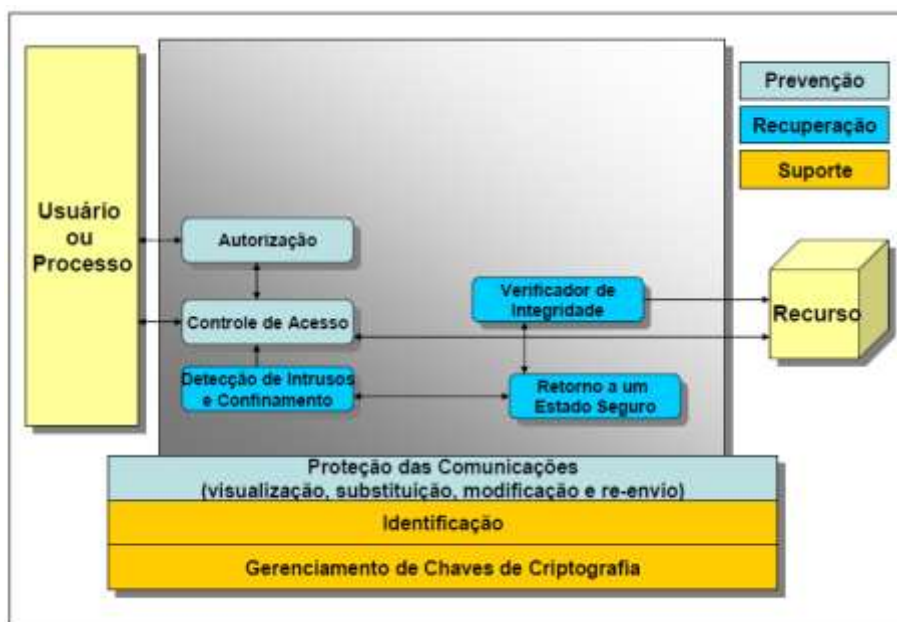 Prevenção
Recuperação
Suporte
Usuário
ou
Processo
Autorização
Controle de Acesso
Detecção de Intrusos
e Confinamento
Verificador de
Integridade
Retorno a um
Estado Seguro
Recurso
Proteção das Comunicações
(visualização, substituição, modificação e re-envio)
Identificação
Gerenciamento de Chaves de Criptografia